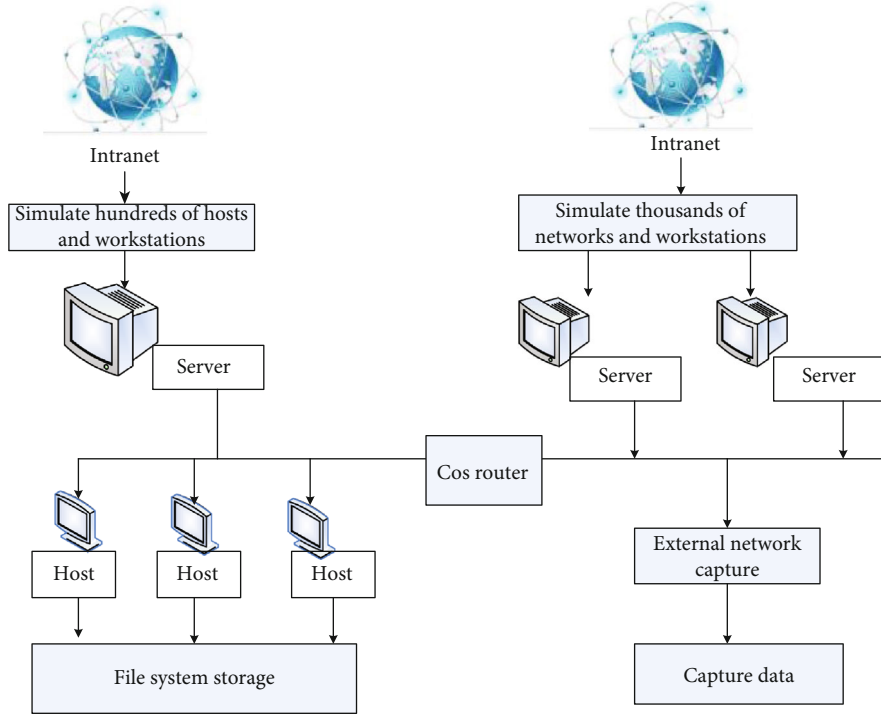 Intranet
Intranet
Simulate hundreds of hosts
and workstations
Simulate thousands of
networks and workstations
Server
Server
Server
Cos router
Host
Host
Host
External network
capture
File system storage
Capture data